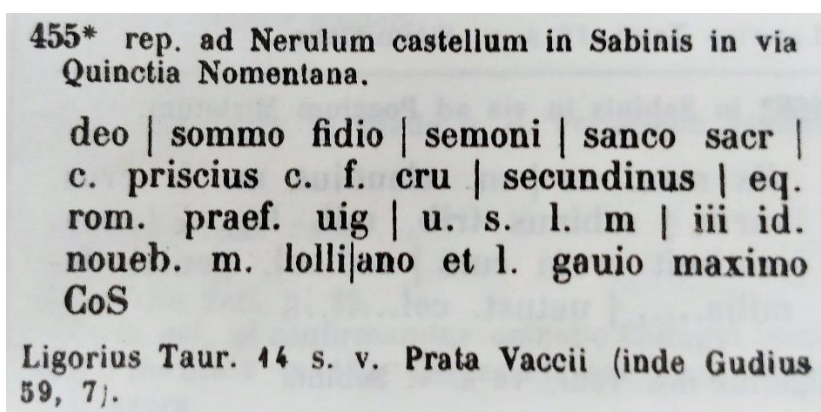 455* rep. ad Nerulum castellum in Sabinis in via
Quinctia Nomentana.
deo | sommo fidio | semoni | sanco sacr |
c. priscius c. f. cru | secundinus | eq.
rom. praef. uig | u. s. l. m | iii id.
noueb. m. lolli|ano et l. gauio maximo
CoS
Ligorius Taur. 14 s. v. Prata Vaccii (inde Gudius
59, 7).